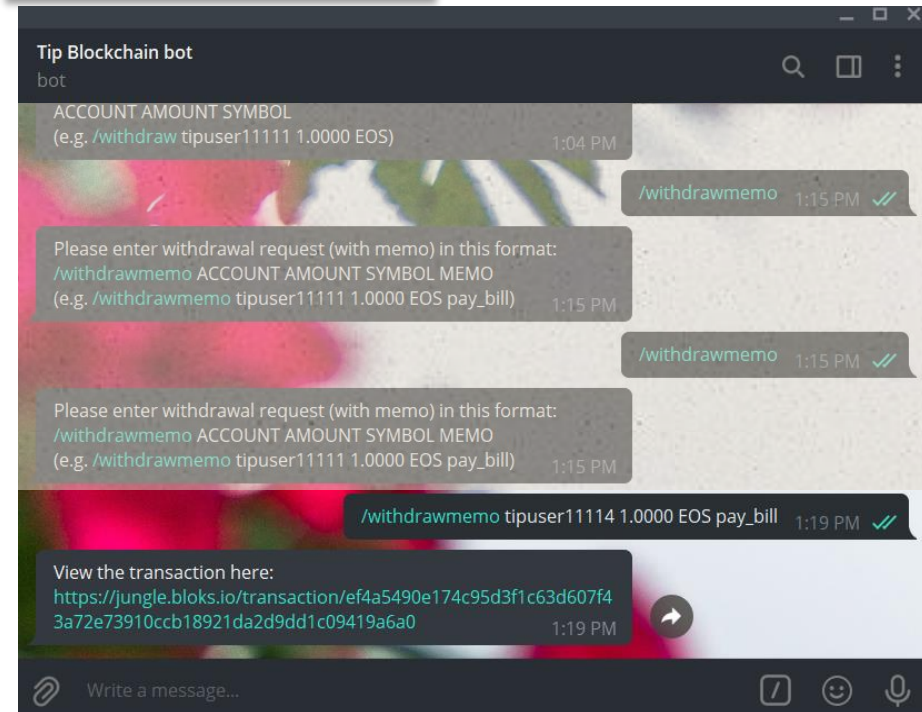 Tip Blockchain bot
bot
ACCOUNT AMOUNT SYMBOL
(e.g. /withdraw tipuser11111 1.0000 EOS)
1:04 PM
/withdrawmemo 1:15 PM
Please enter withdrawal request (with memo) in this format:
/withdrawmemo ACCOUNT AMOUNT SYMBOL MEMO
(e.g. /withdrawmemo tipuser11111 1.0000 EOS pay_bill)
1:15 PM
/withdrawmemo 1:15 PM
Please enter withdrawal request (with memo) in this format:
/withdrawmemo ACCOUNT AMOUNT SYMBOL MEMO
(e.g. /withdrawmemo tipuser11111 1.0000 EOS pay_bill)
1:15 PM
/withdrawmemo tipuser11114 1.0000 EOS pay_bill 1:19 PM
View the transaction here:
https://jungle.bloks.io/transaction/ef4a5490e174c95d3f1c63d607f4
3a72e73910ccb18921da2d9dd1c09419a6a0
1:19 PM
Write a message...